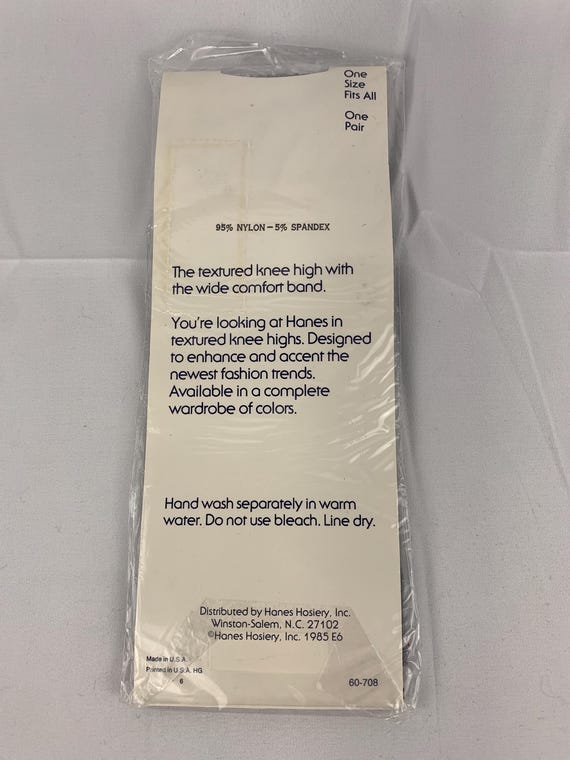 One
Size
Fits All
One
Pair
95% NYLON – 5% SPANDEX
The textured knee high with
the wide comfort band.
You're looking at Hanes in
textured knee highs. Designed
to enhance and accent the
newest fashion trends.
Available in a complete
wardrobe of colors.
Hand wash separately in warm
water. Do not use bleach. Line dry.
Distributed by Hanes Hosiery, Inc.
Winston-Salem, N.C. 27102
©Hanes Hosiery, Inc. 1985 E6
Made in U.S.A.
Printed in U.S.A. HG
6
60-708